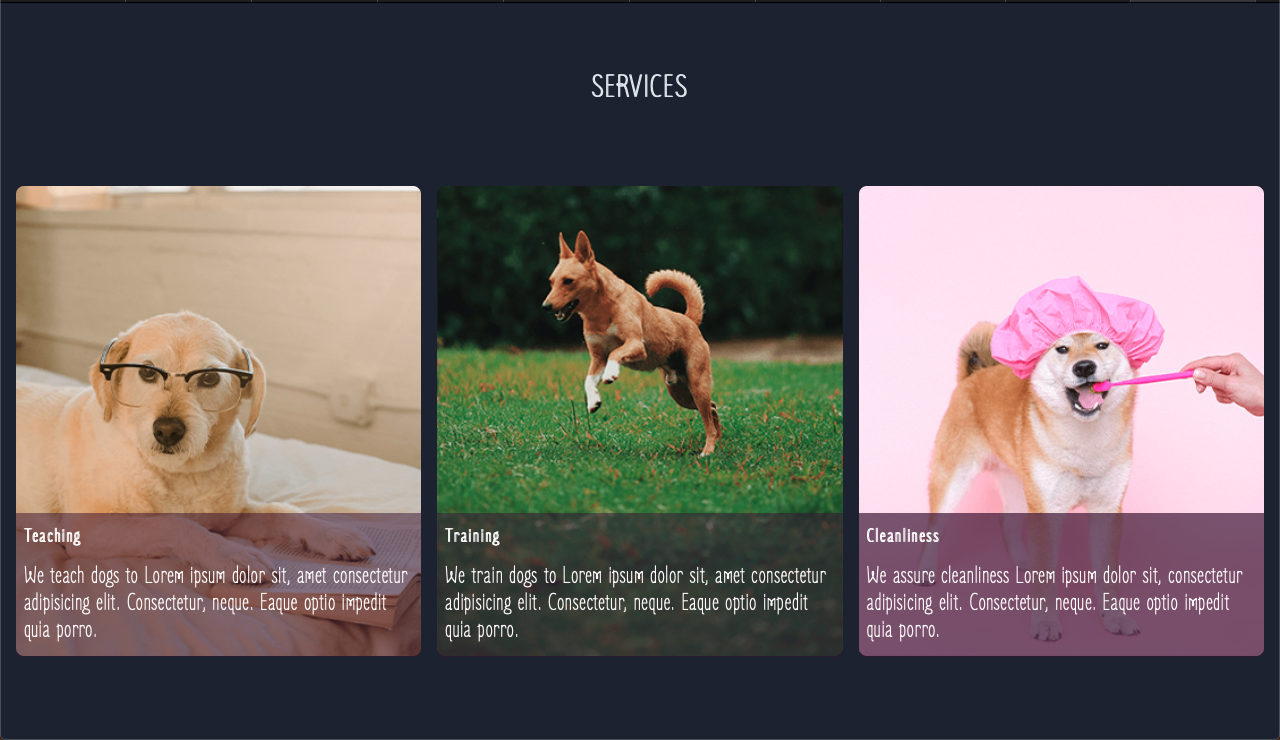 SERVICES
Teaching
We teach dogs to Lorem ipsum dolor sit, amet consectetur
adipisicing elit. Consectetur, neque. Eaque optio impedit
quia porro.
Training
We train dogs to Lorem ipsum dolor sit, amet consectetur
adipisicing elit. Consectetur, neque. Eaque optio impedit
quia porro.
Cleanliness
We assure cleanliness Lorem ipsum dolor sit, consectetur
adipisicing elit. Consectetur, neque. Eaque optio impedit
quia porro.